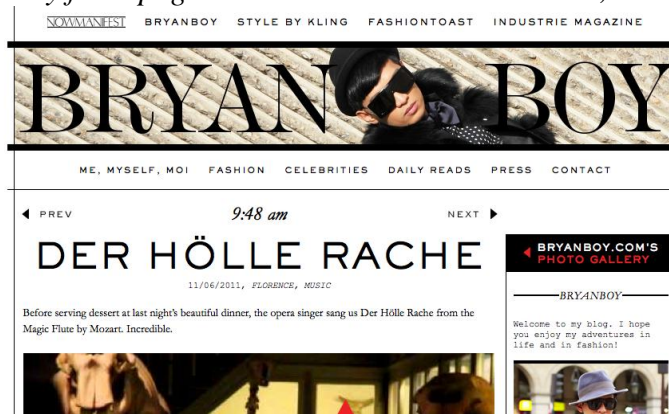 NOWMANIFEST BRYANBOY STYLE BY KLING FASHIONTOAST INDUSTRIE MAGAZINE
BRYAN BOY
ME, MYSELF, MOI FASHION CELEBRITIES DAILY READS PRESS CONTACT
PREV 9:48 am NEXT
DER HÖLLE RACHE
11/06/2011, FLORENCE, MUSIC
Before serving dessert at last night's beautiful dinner, the opera singer sang us Der Hölle Rache from the
Magic Flute by Mozart. Incredible.
BRYANBOY.COM'S
PHOTO GALLERY
BRYANBOY
Welcome to my blog. I hope
you enjoy my adventures in
life and in fashion!